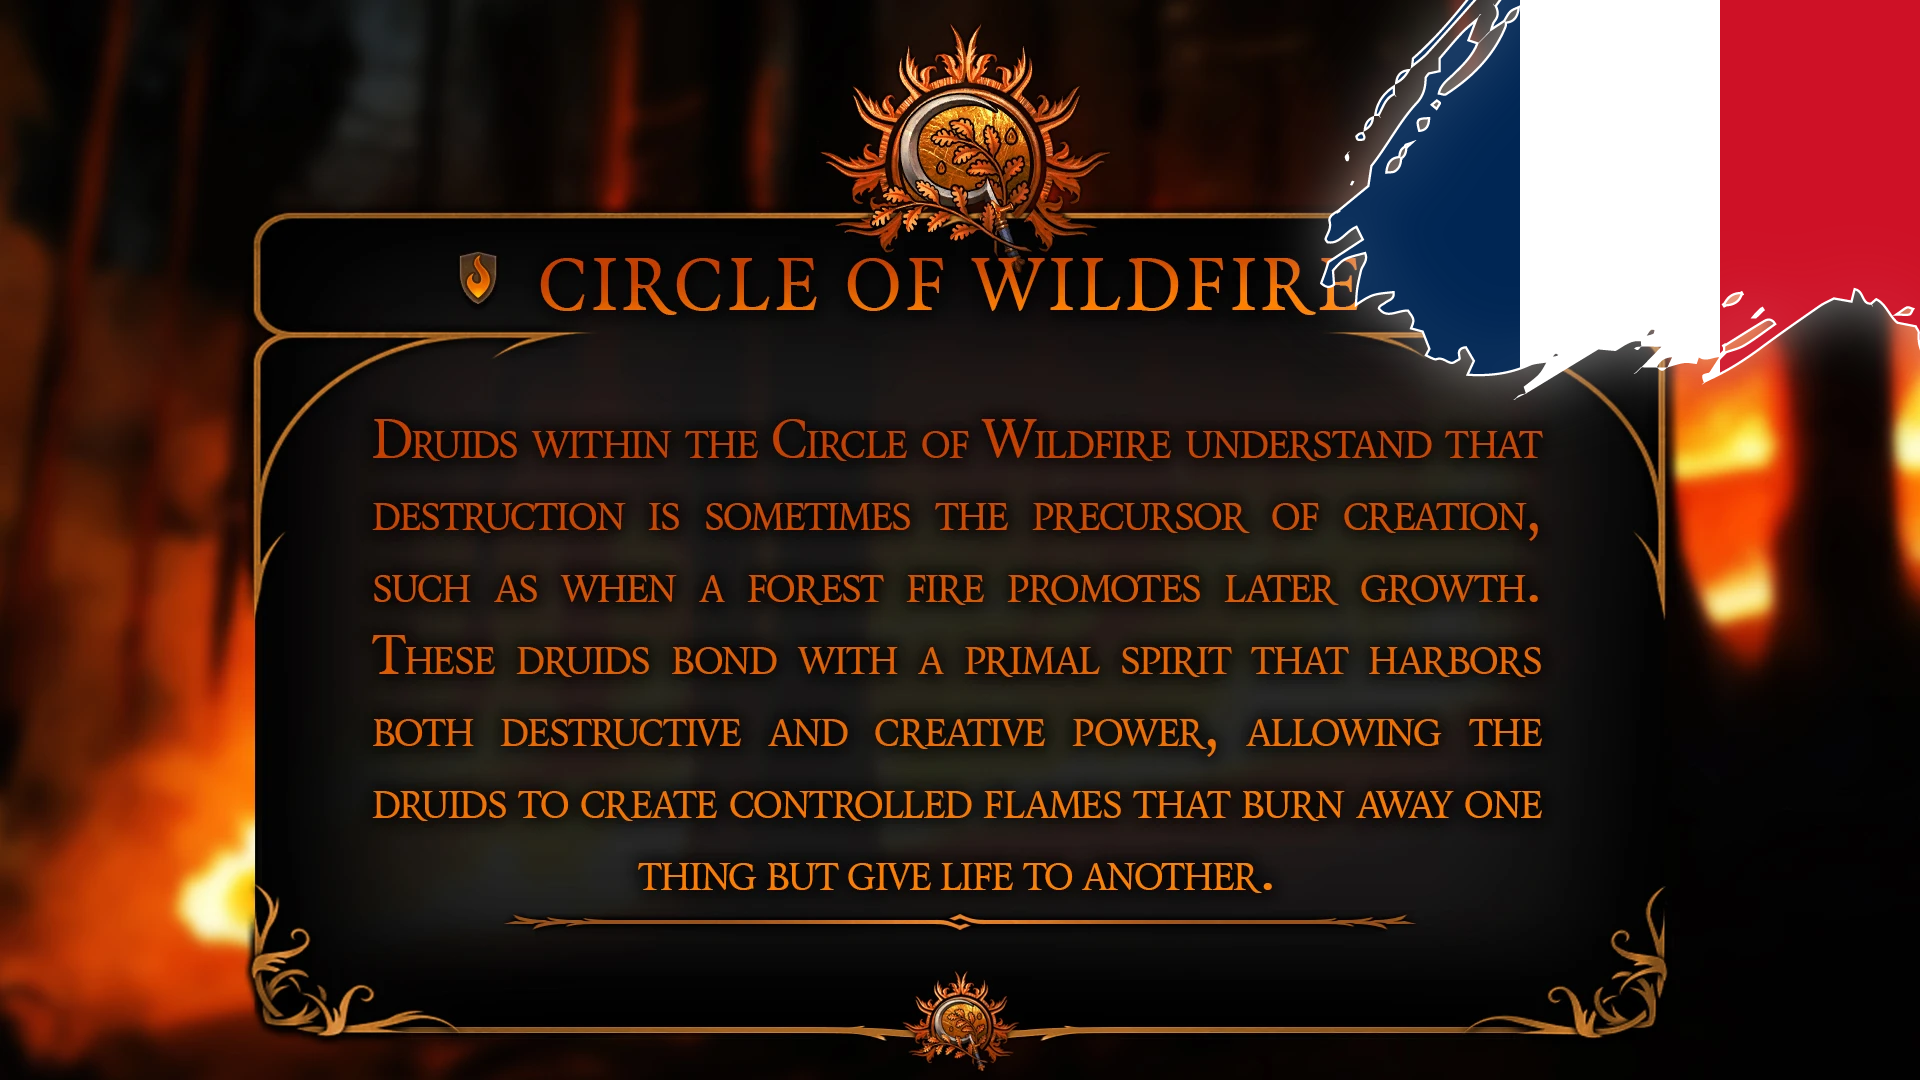 CIRCLE OF WILDFIRE
Druids within the Circle of Wildfire understand that
destruction is sometimes the precursor of creation,
such as when a forest fire promotes later growth.
These druids bond with a primal spirit that harbors
both destructive and creative power, allowing the
druids to create controlled flames that burn away one
thing but give life to another.